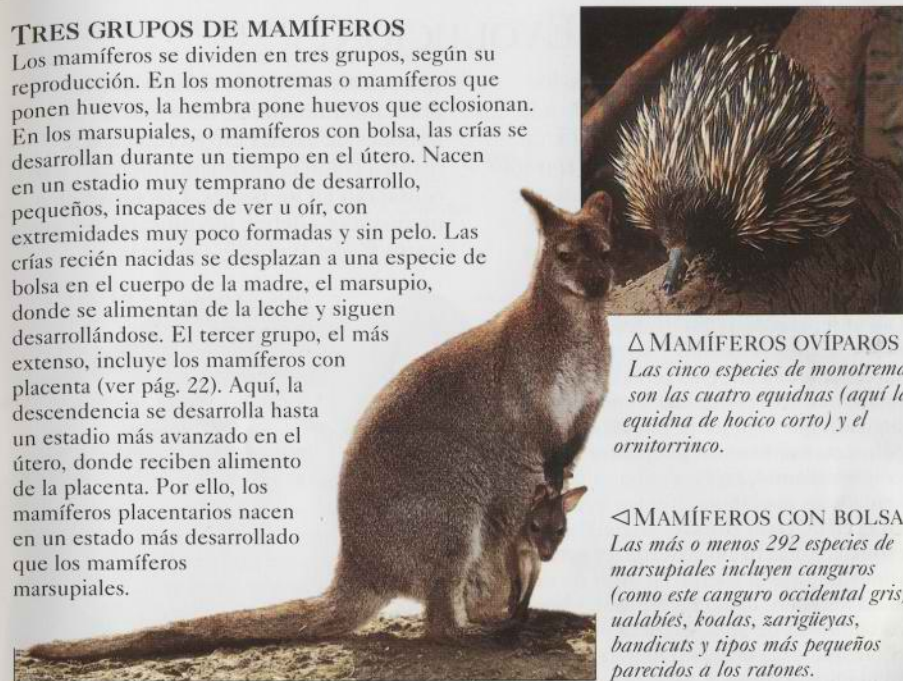 TRES GRUPOS DE MAMÍFEROS
Los mamíferos se dividen en tres grupos, según su
reproducción. En los monotremas o mamíferos que
ponen huevos, la hembra pone huevos que eclosionan.
En los marsupiales, o mamíferos con bolsa, las crías se
desarrollan durante un tiempo en el útero. Nacen
en un estadio muy temprano de desarrollo,
pequeños, incapaces de ver u oír, con
extremidades muy poco formadas y sin pelo. Las
crías recién nacidas se desplazan a una especie de
bolsa en el cuerpo de la madre, el marsupio,
donde se alimentan de la leche y siguen
desarrollándose. El tercer grupo, el más
extenso, incluye los mamíferos con
placenta (ver pág. 22). Aquí, la
descendencia se desarrolla hasta
un estadio más avanzado en el
útero, donde reciben alimento
de la placenta. Por ello, los
mamíferos placentarios nacen
en un estado más desarrollado
que los mamíferos
marsupiales.
△ MAMÍFEROS OVÍPAROS
Las cinco especies de monotrema
son las cuatro equidnas (aquí la
equidna de hocico corto) y el
ornitorrinco.
◁ MAMÍFEROS CON BOLSA
Las más o menos 292 especies de
marsupiales incluyen canguros
(como este canguro occidental gris)
ualabíes, koalas, zarigüeyas,
bandicuts y tipos más pequeños
parecidos a los ratones.